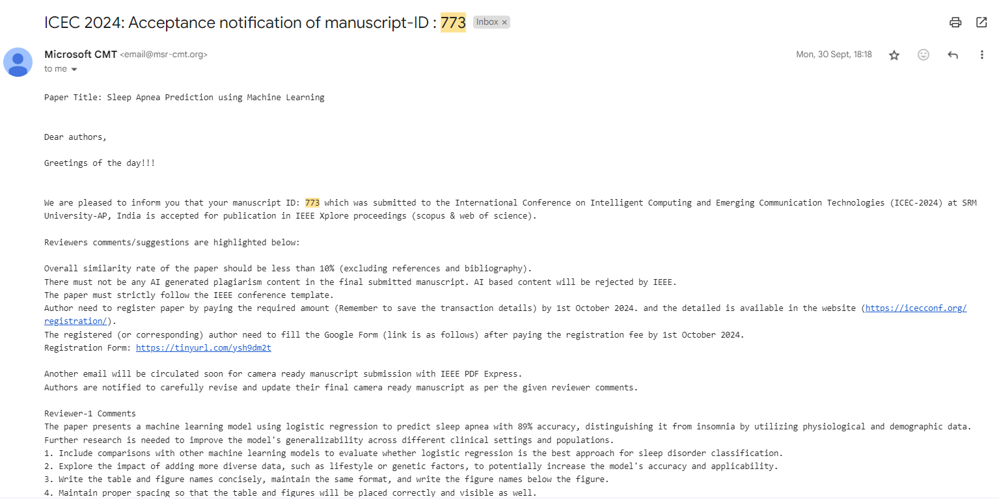 ICEC 2024: Acceptance notification of manuscript-ID : 773 Inbox ×
Microsoft CMT <email@msr-cmt.org> Mon, 30 Sept, 18:18
to me
Paper Title: Sleep Apnea Prediction using Machine Learning
Dear authors,
Greetings of the day!!!
We are pleased to inform you that your manuscript ID: 773 which was submitted to the International Conference on Intelligent Computing and Emerging Communication Technologies (ICEC-2024) at SRM
University-AP, India is accepted for publication in IEEE Xplore proceedings (scopus & web of science).
Reviewers comments/suggestions are highlighted below:
Overall similarity rate of the paper should be less than 10% (excluding references and bibliography).
There must not be any AI generated plagiarism content in the final submitted manuscript. AI based content will be rejected by IEEE.
The paper must strictly follow the IEEE conference template.
Author need to register paper by paying the required amount (Remember to save the transaction details) by 1st October 2024. and the detailed is available in the website (https://icecconf.org/
registration/).
The registered (or corresponding) author need to fill the Google Form (link is as follows) after paying the registration fee by 1st October 2024.
Registration Form: https://tinyurl.com/ysh9dm2t
Another email will be circulated soon for camera ready manuscript submission with IEEE PDF Express.
Authors are notified to carefully revise and update their final camera ready manuscript as per the given reviewer comments.
Reviewer-1 Comments
The paper presents a machine learning model using logistic regression to predict sleep apnea with 89% accuracy, distinguishing it from insomnia by utilizing physiological and demographic data.
Further research is needed to improve the model's generalizability across different clinical settings and populations.
1. Include comparisons with other machine learning models to evaluate whether logistic regression is the best approach for sleep disorder classification.
2. Explore the impact of adding more diverse data, such as lifestyle or genetic factors, to potentially increase the model's accuracy and applicability.
3. Write the table and figure names concisely, maintain the same format, and write the figure names below the figure.
4. Maintain proper spacing so that the table and figures will be placed correctly and visible as well.